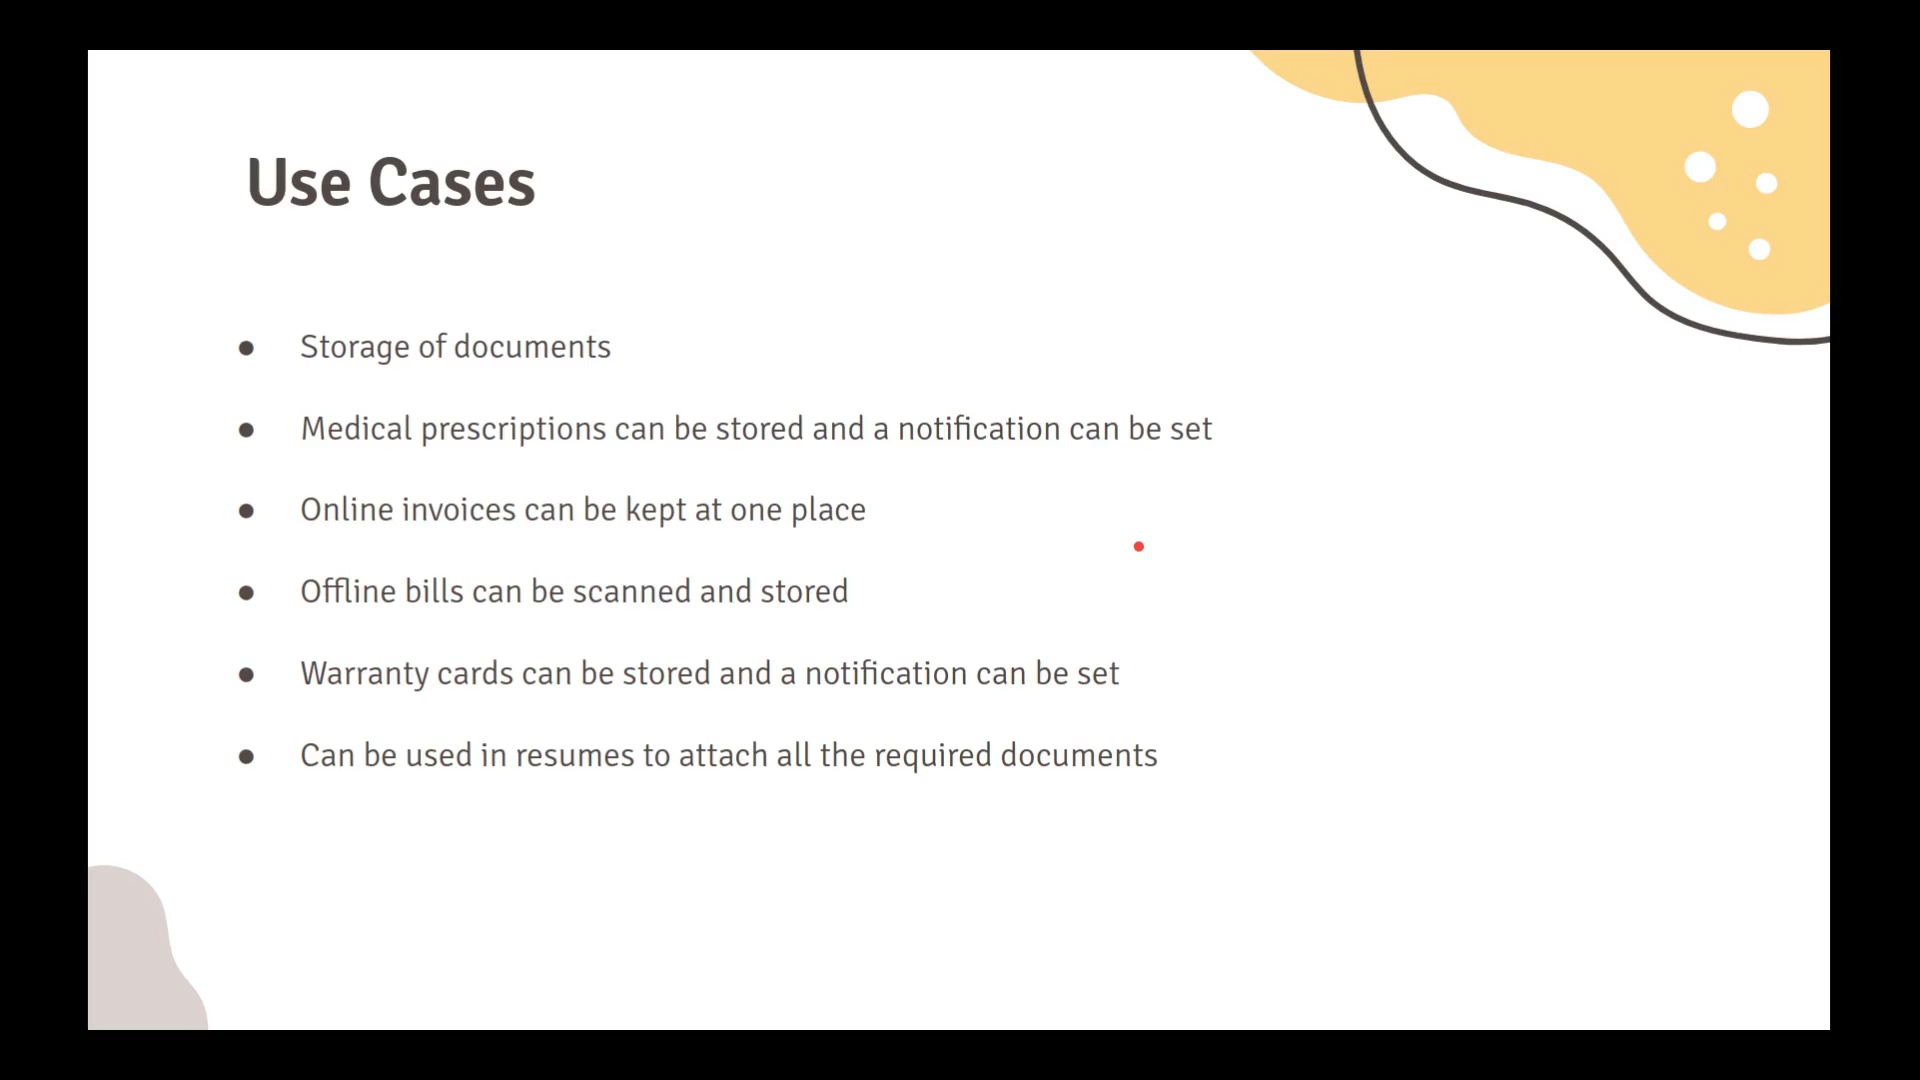 Use Cases
● Storage of documents
● Medical prescriptions can be stored and a notification can be set
● Online invoices can be kept at one place
● Offline bills can be scanned and stored
● Warranty cards can be stored and a notification can be set
● Can be used in resumes to attach all the required documents